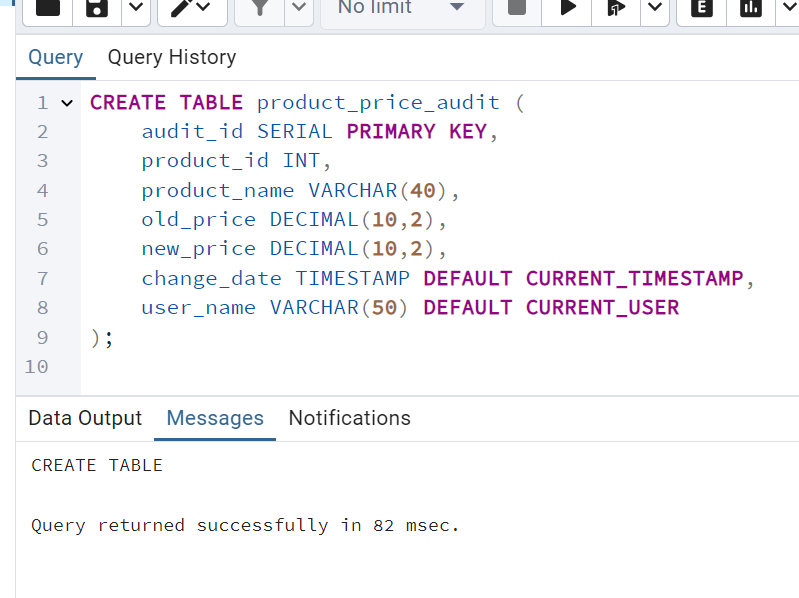 No limit
E
Query Query History
1 CREATE TABLE product_price_audit (
2 audit_id SERIAL PRIMARY KEY,
3 product_id INT,
4 product_name VARCHAR(40),
5 old_price DECIMAL(10,2),
6 new_price DECIMAL(10,2),
7 change_date TIMESTAMP DEFAULT CURRENT_TIMESTAMP,
8 user_name VARCHAR(50) DEFAULT CURRENT_USER
9 );
10
Data Output Messages Notifications
CREATE TABLE
Query returned successfully in 82 msec.